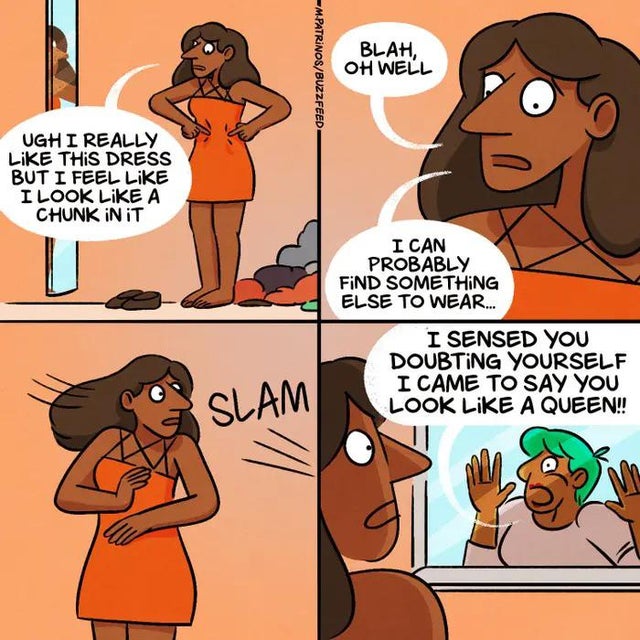 UGH I REALLY
LIKE THIS DRESS
BUT I FEEL LIKE
I LOOK LIKE A
CHUNK IN IT
M.PATRINOS/BUZZFEED
BLAH,
OH WELL
I CAN
PROBABLY
FIND SOMETHING
ELSE TO WEAR...
SLAM
I SENSED YOU
DOUBTING YOURSELF
I CAME TO SAY YOU
LOOK LIKE A QUEEN!!